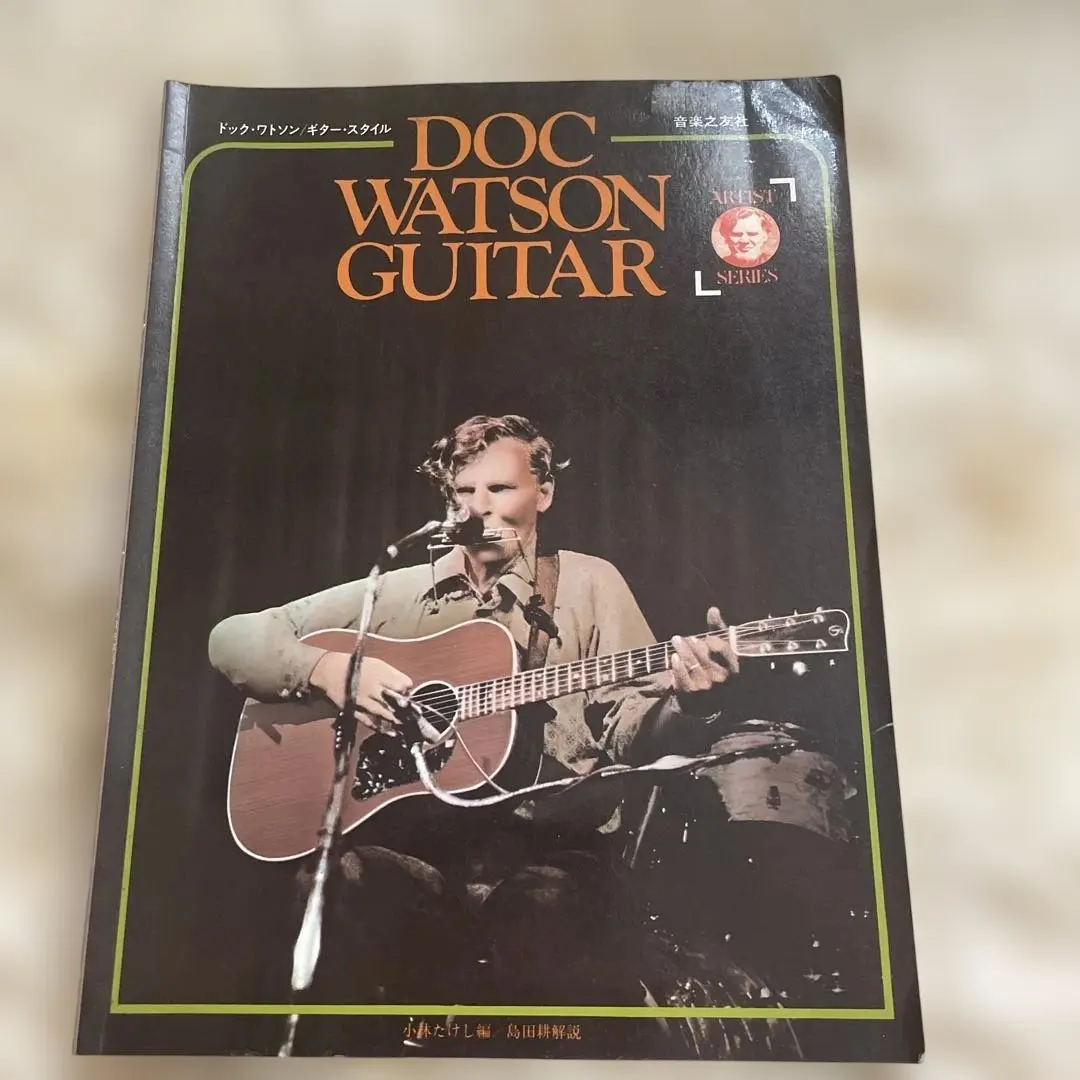 ドック・ワトソン/ギター・スタイル
音楽之友社
DOC
WATSON
GUITAR
ARTIST
SERIES
小林たけし編/島田耕解説